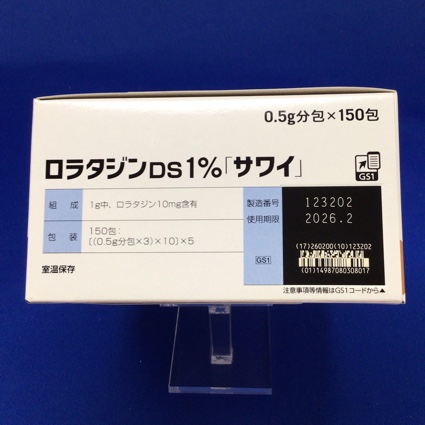 0.5g分包×150包
ロラタジンDS1%「サワイ」
GS1
組成 1g中、ロラタジン10mg含有
包装 150包:
[(0.5g分包×3)×10]×5
室温保存
製造番号 123202
使用期限 2026.2
GS1
(17)260200(10)123202
(01)14987080308017
注意事項等情報はGS1コードから▲